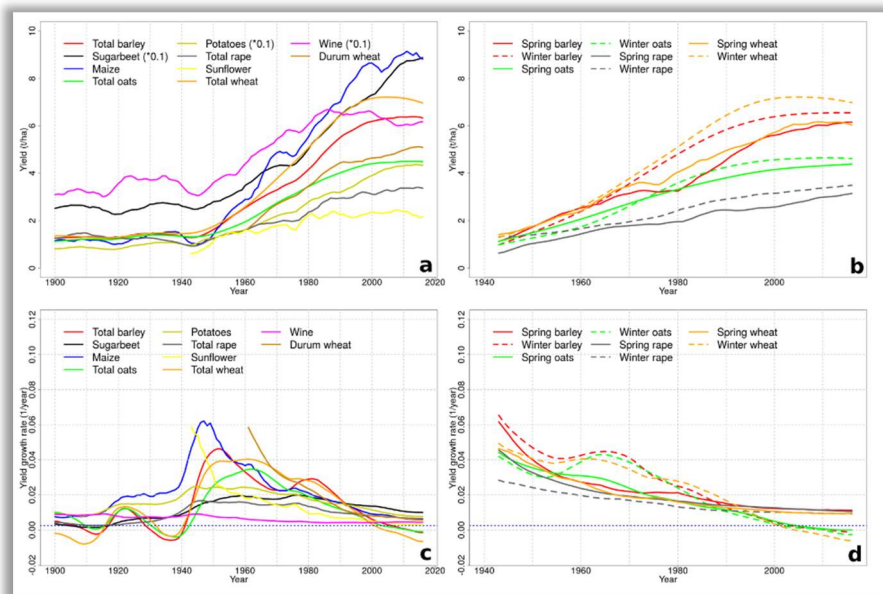 Yield (t/ha)
0 2 4 6 8 10
Total barley Potatoes (*0.1) Wine (*0.1)
Sugarbeet (*0.1) Total rape Durum wheat
Maize Sunflower
Total oats Total wheat
a
1900 1920 1940 1960 1980 2000 2020
Year
Yield (t/ha)
0 2 4 6 8 10
Spring barley Winter oats Spring wheat
Winter barley Spring rape Winter wheat
Spring oats Winter rape
b
1940 1960 1980 2000
Year
Yield growth rate (1/year)
-0.02 0.00 0.02 0.04 0.06 0.08 0.10 0.12
Total barley Potatoes Wine
Sugarbeet Total rape Durum wheat
Maize Sunflower
Total oats Total wheat
c
1900 1920 1940 1960 1980 2000 2020
Year
Yield growth rate (1/year)
-0.02 0.00 0.02 0.04 0.06 0.08 0.10 0.12
Spring barley Winter oats Spring wheat
Winter barley Spring rape Winter wheat
Spring oats Winter rape
d
1940 1960 1980 2000
Year